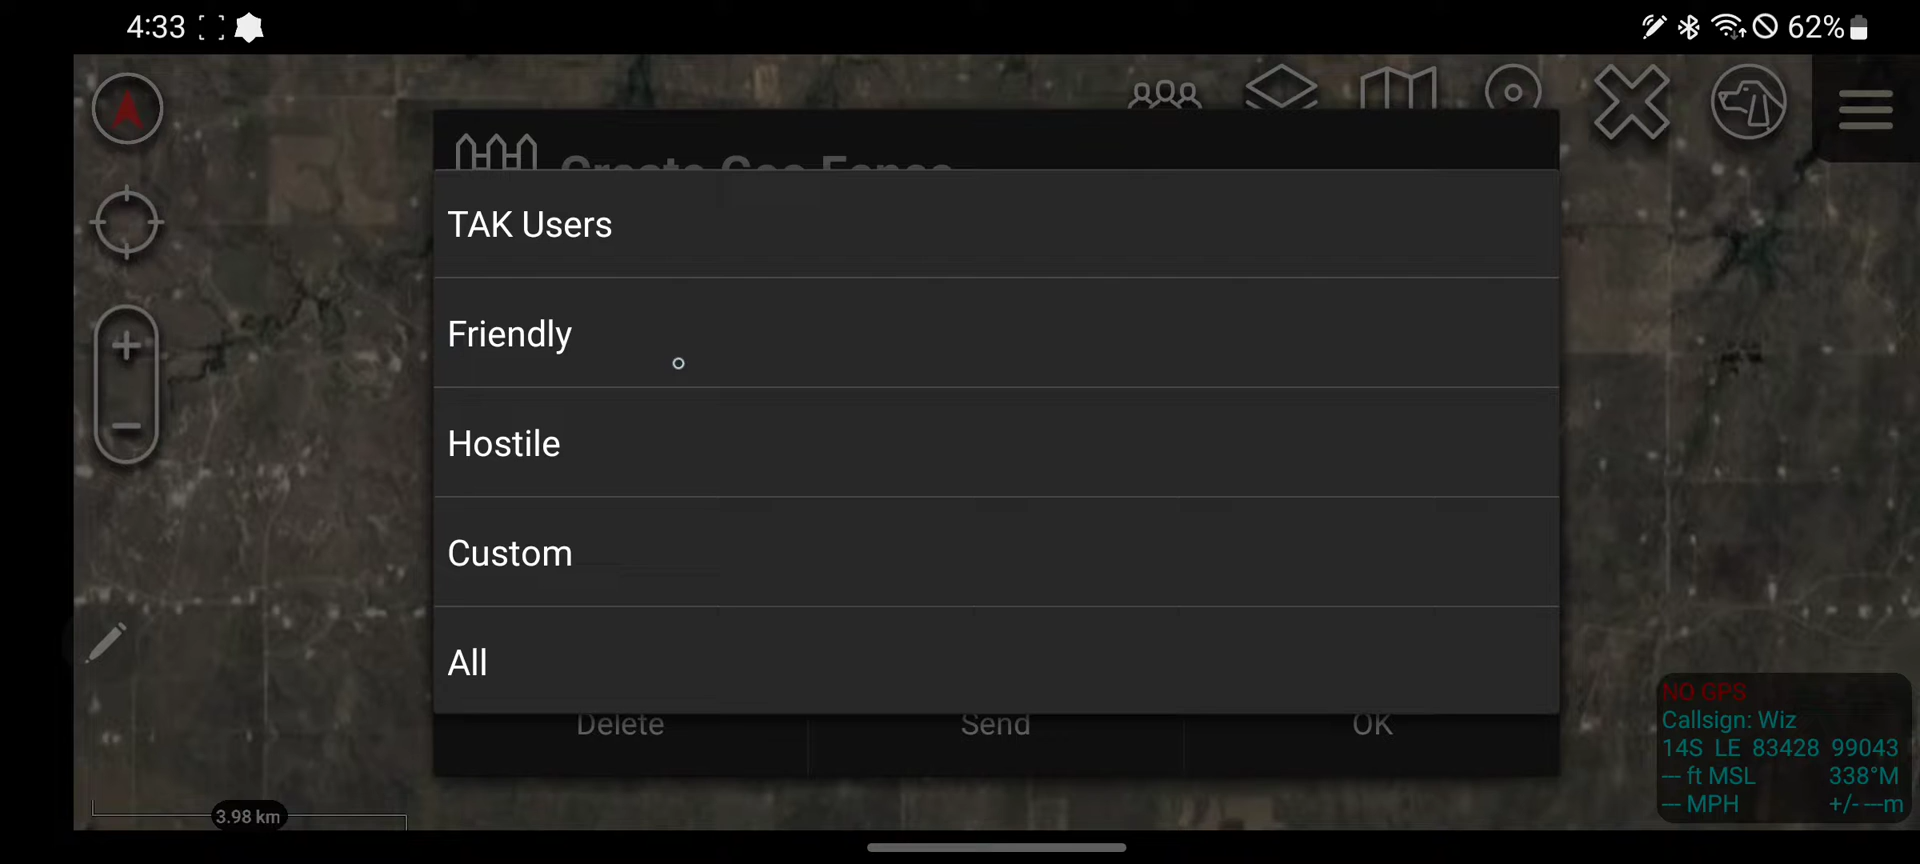 4:33
62%
Create Geo Fence
TAK Users
Friendly
Hostile
Custom
All
Delete
Send
OK
NO GPS
Callsign: Wiz
14S LE 83428 99043
--- ft MSL 338°M
--- MPH +/- ---m
3.98 km